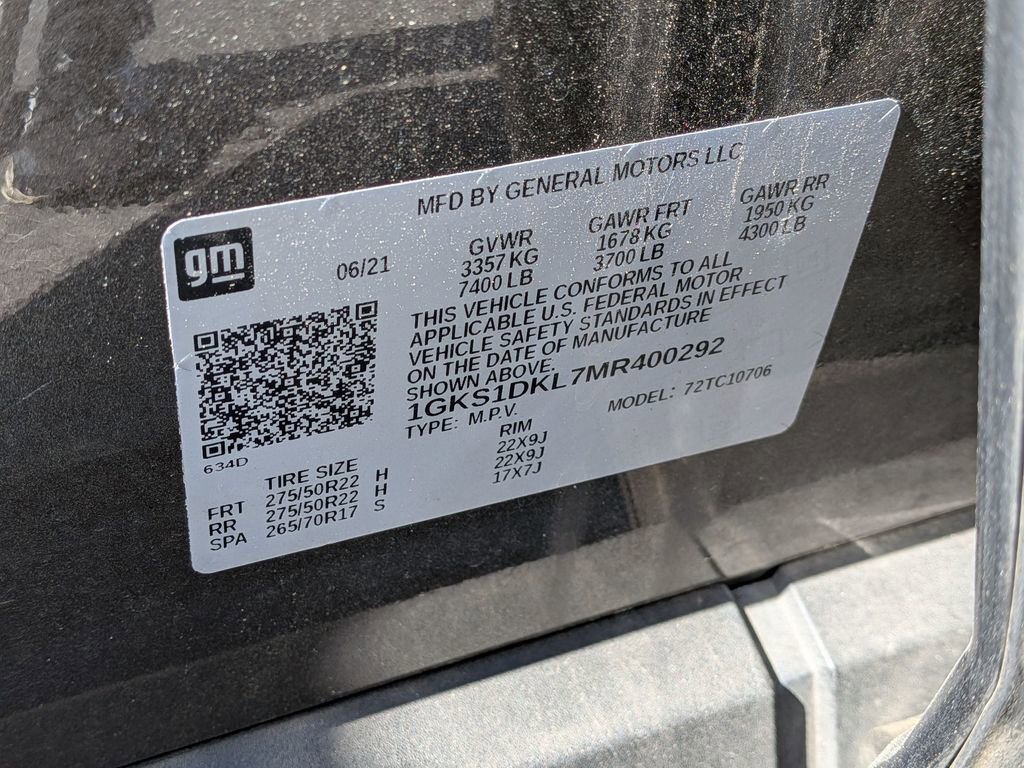 MFD BY GENERAL MOTORS LLC
gm
06/21
GVWR
3357 KG
7400 LB
GAWR FRT
1678 KG
3700 LB
GAWR RR
1950 KG
4300 LB
THIS VEHICLE CONFORMS TO ALL
APPLICABLE U.S. FEDERAL MOTOR
VEHICLE SAFETY STANDARDS IN EFFECT
ON THE DATE OF MANUFACTURE
SHOWN ABOVE.
1GKS1DKL7MR400292
TYPE: M.P.V. MODEL: 72TC10706
634D
TIRE SIZE RIM
FRT 275/50R22 H 22X9J
RR 275/50R22 H 22X9J
SPA 265/70R17 S 17X7J